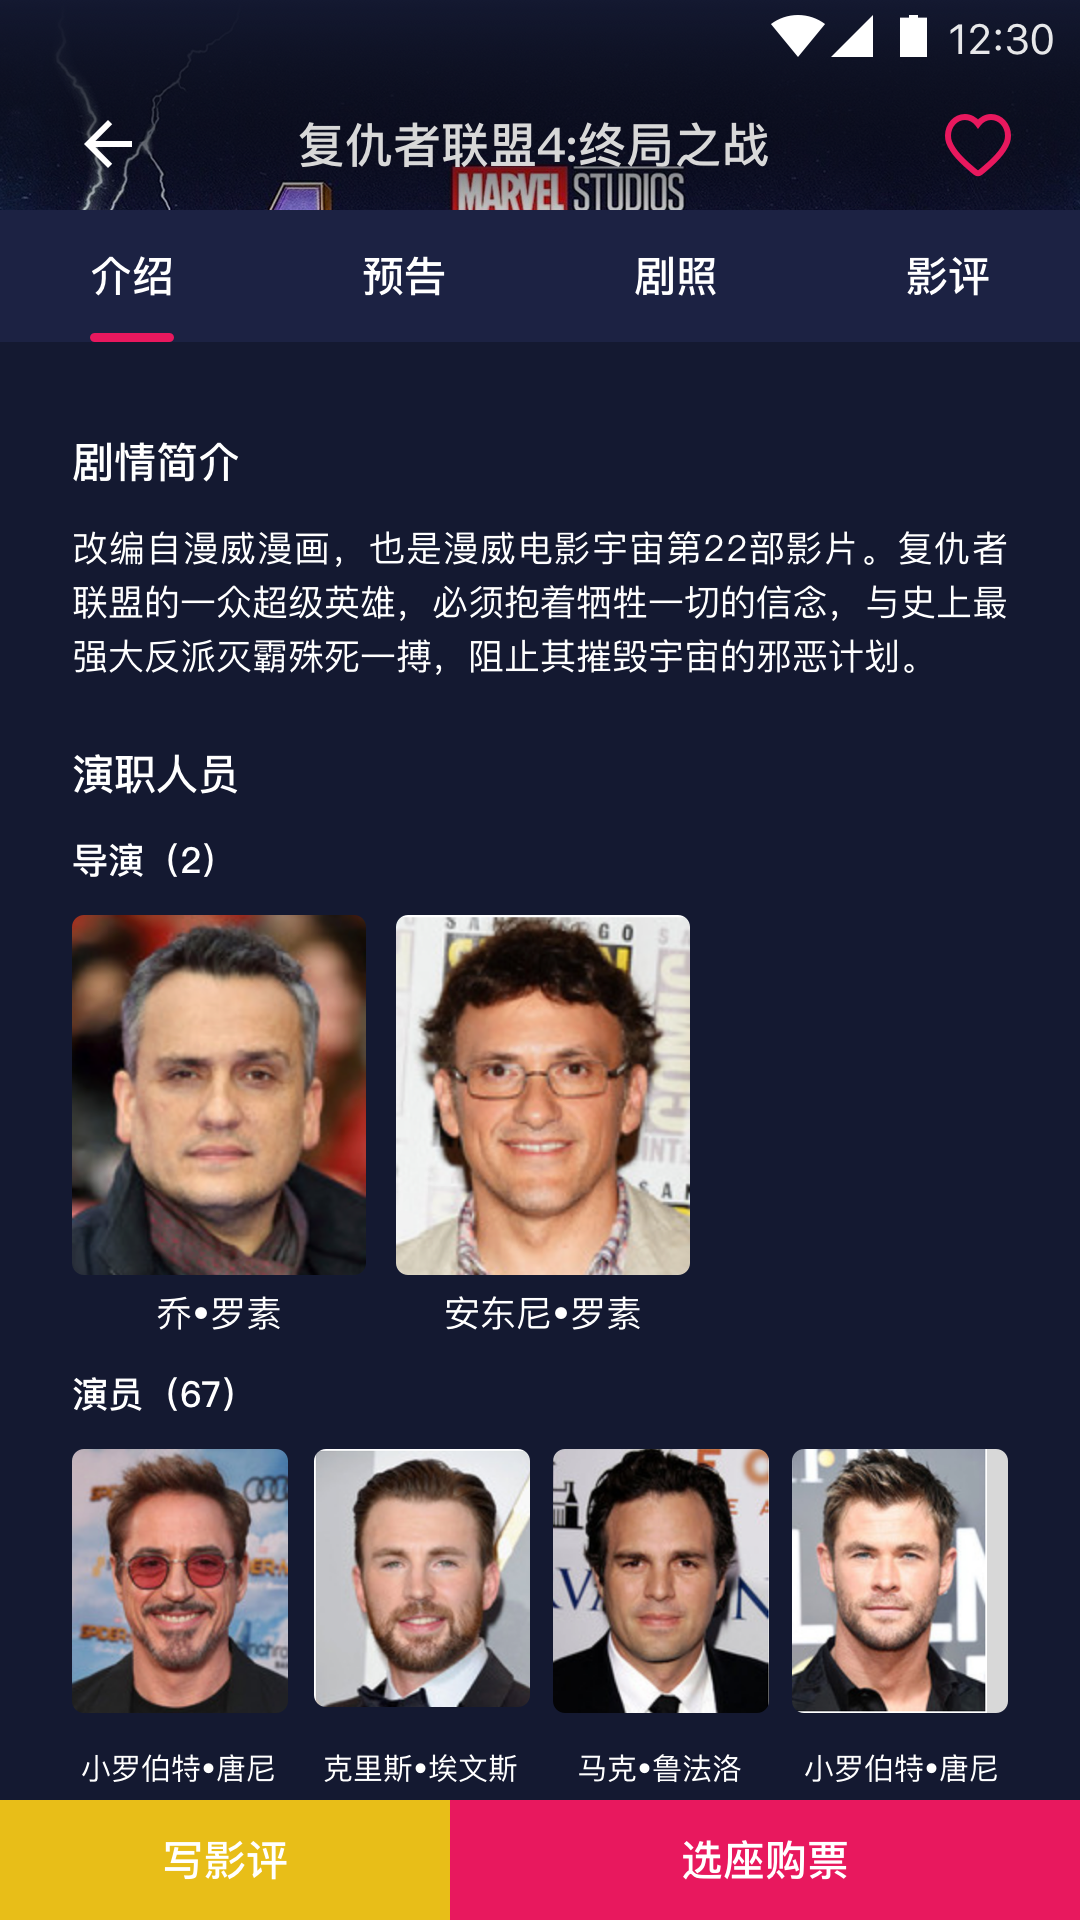 12:30
复仇者联盟4:终局之战
MARVEL STUDIOS
介绍 预告 剧照 影评
剧情简介
改编自漫威漫画，也是漫威电影宇宙第22部影片。复仇者
联盟的一众超级英雄，必须抱着牺牲一切的信念，与史上最
强大反派灭霸殊死一搏，阻止其摧毁宇宙的邪恶计划。
演职人员
导演（2）
乔•罗素 安东尼•罗素
演员（67）
小罗伯特•唐尼 克里斯•埃文斯 马克•鲁法洛 小罗伯特•唐尼
写影评 选座购票